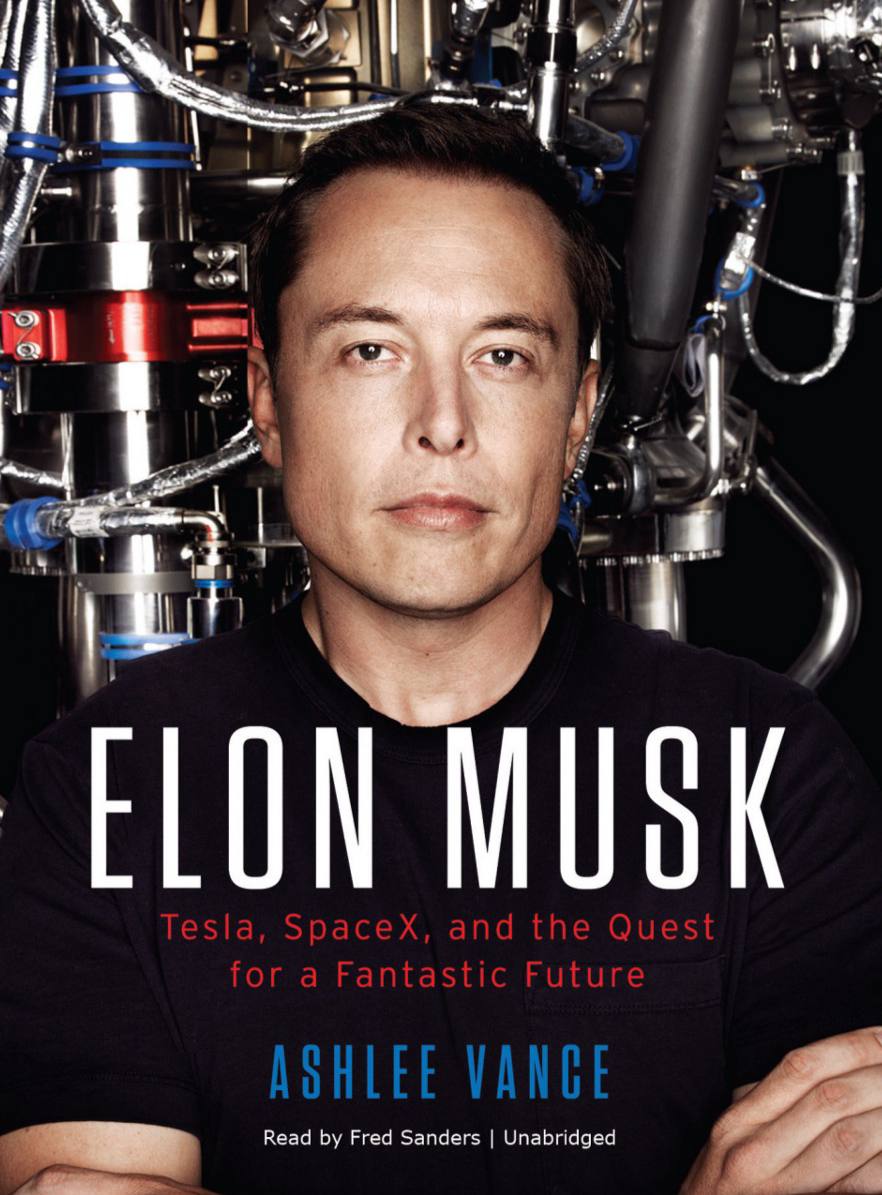 ELON MUSK
Tesla, SpaceX, and the Quest
for a Fantastic Future
ASHLEE VANCE
Read by Fred Sanders | Unabridged